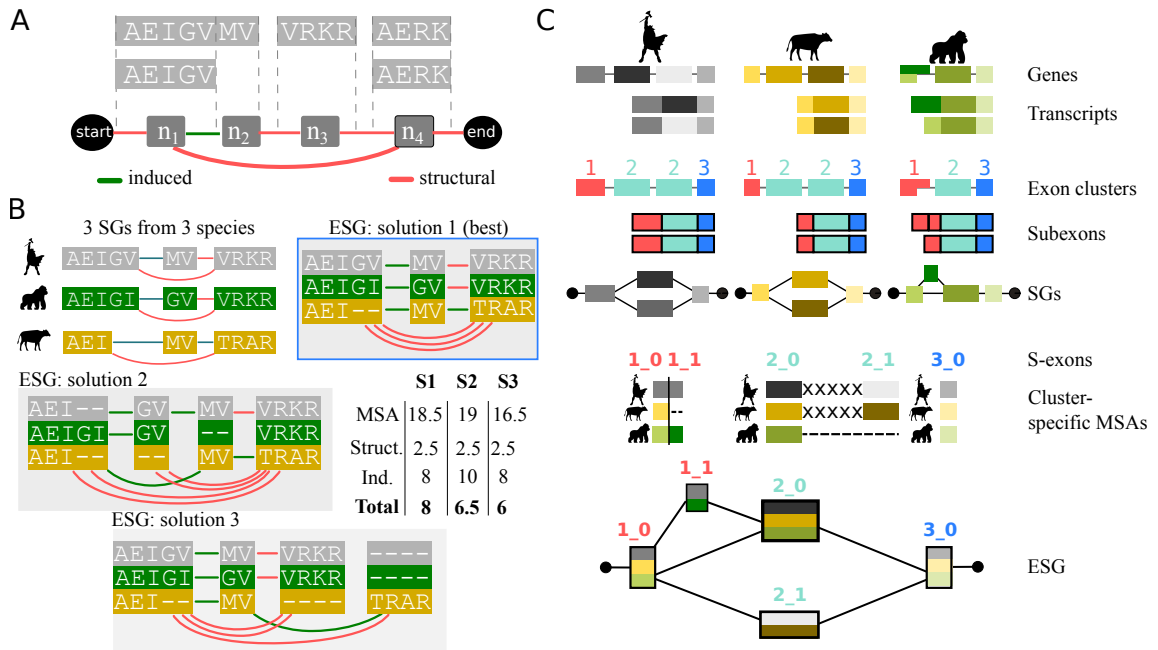 A
AEIGV MV VRKR AERK
AEIGV AERK
start n1 n2 n3 n4 end
induced structural
B
3 SGs from 3 species
AEIGV MV VRKR
AEIGI GV VRKR
AEI MV TRAR
ESG: solution 1 (best)
AEIGV MV VRKR
AEIGI GV VRKR
AEI-- MV TRAR
ESG: solution 2
AEI-- GV MV VRKR
AEIGI GV -- VRKR
AEI-- -- MV TRAR
S1 S2 S3
MSA 18.5 19 16.5
Struct. 2.5 2.5 2.5
Ind. 8 10 8
Total 8 6.5 6
ESG: solution 3
AEIGV MV VRKR ----
AEIGI GV VRKR ----
AEI-- MV ---- TRAR
C
Genes
Transcripts
1 2 2 3 1 2 2 3 1 2 3
Exon clusters
Subexons
SGs
S-exons
1_0 1_1 2_0 2_1 3_0
Cluster-
specific MSAs
XXXXX
XXXXX
1_1
2_0
1_0
3_0
ESG
2_1